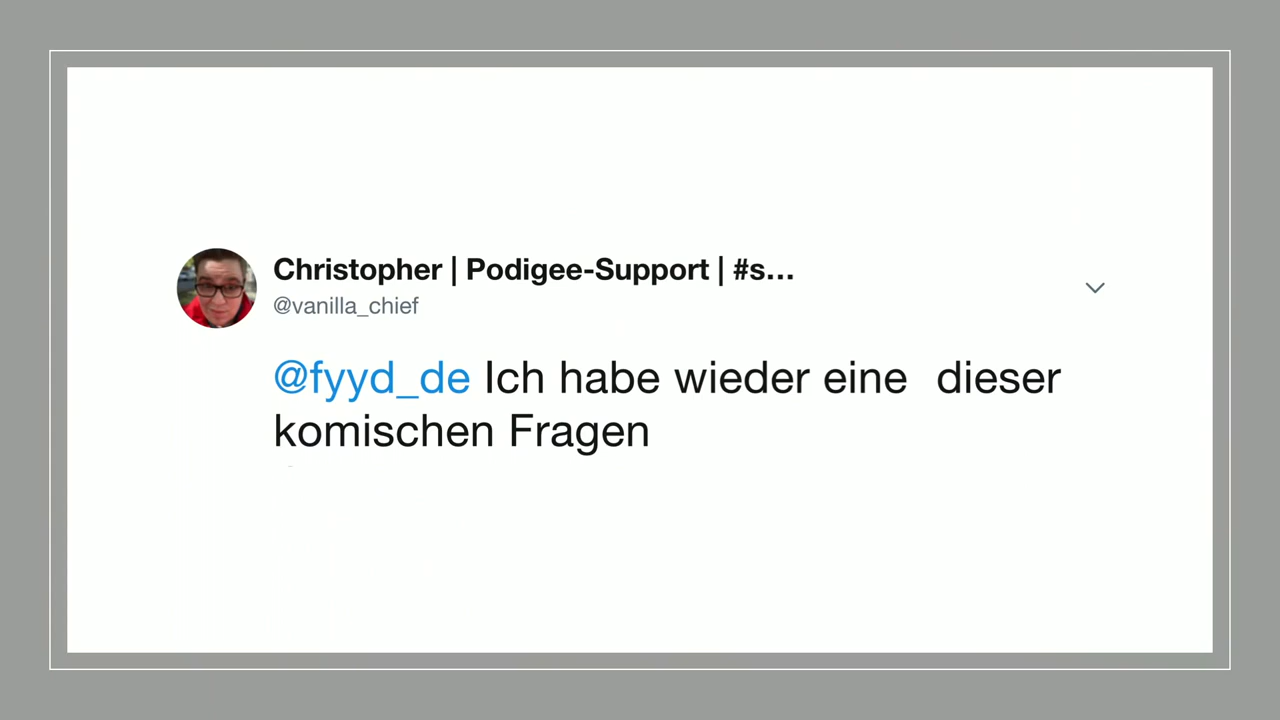 Christopher | Podigee-Support | #s...
@vanilla_chief
@fyyd_de Ich habe wieder eine dieser
komischen Fragen